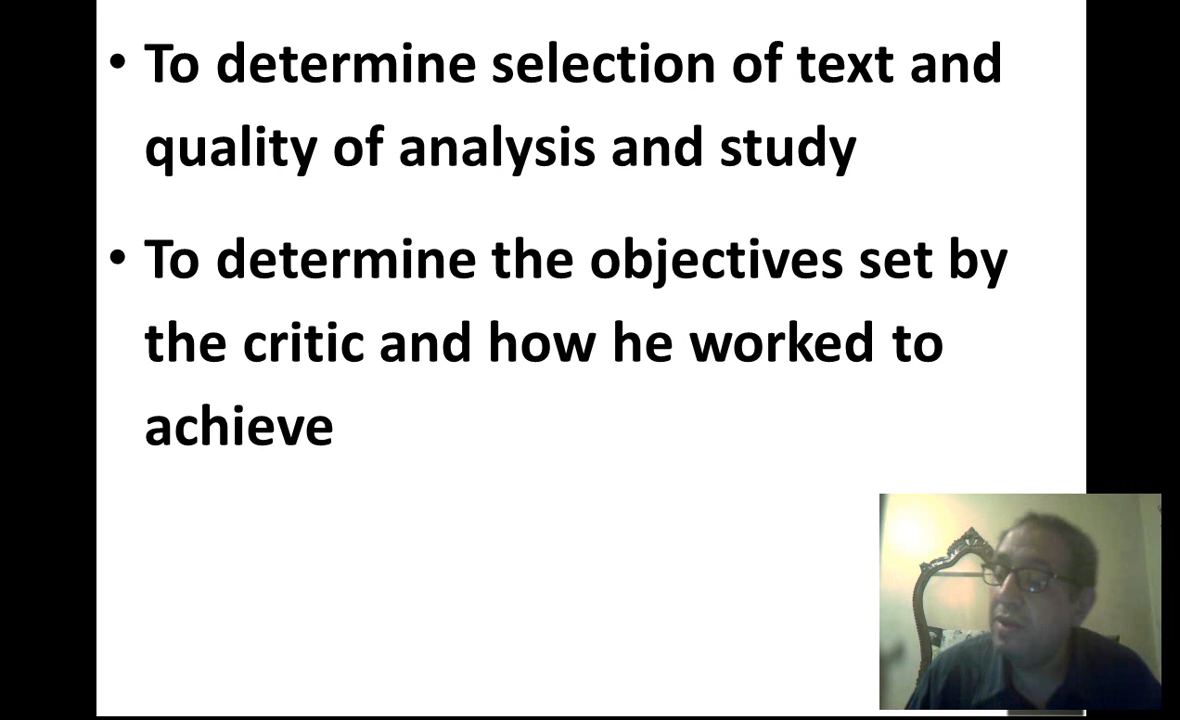 • To determine selection of text and
quality of analysis and study
• To determine the objectives set by
the critic and how he worked to
achieve